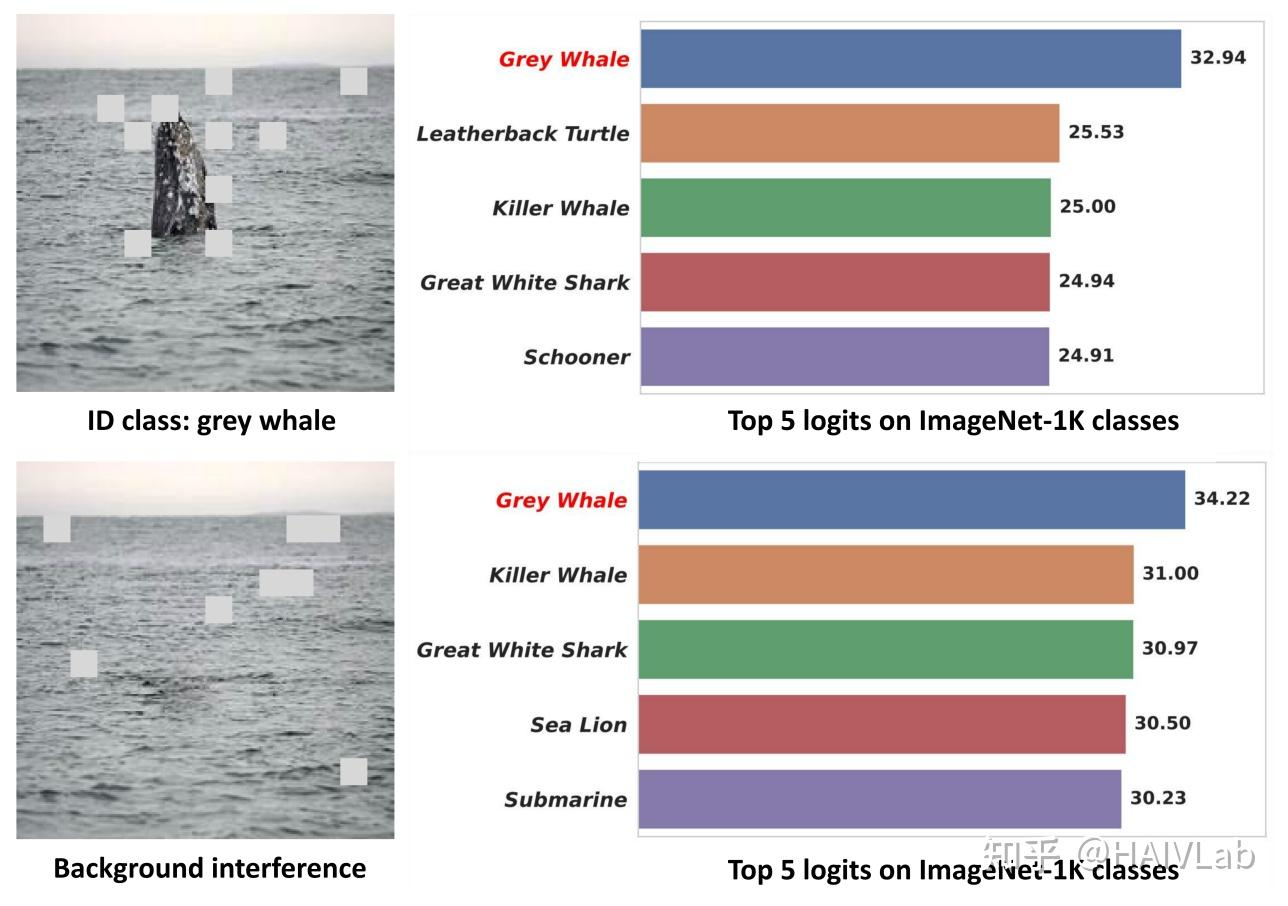 Grey Whale 32.94
Leatherback Turtle 25.53
Killer Whale 25.00
Great White Shark 24.94
Schooner 24.91
ID class: grey whale
Top 5 logits on ImageNet-1K classes
Grey Whale 34.22
Killer Whale 31.00
Great White Shark 30.97
Sea Lion 30.50
Submarine 30.23
Background interference
Top 5 logits on ImageNet-1K classes
知乎 @HAIVLab